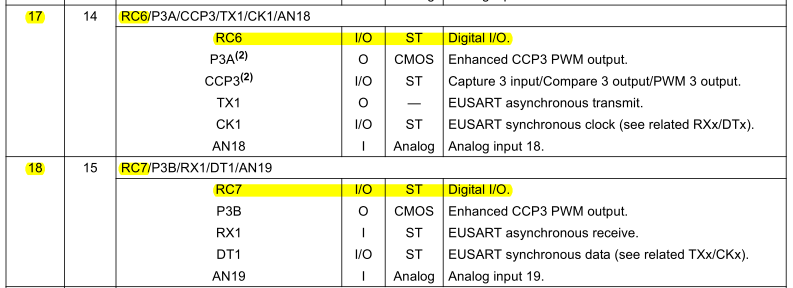 17 14 RC6/P3A/CCP3/TX1/CK1/AN18
RC6 I/O ST Digital I/O.
P3A(2) O CMOS Enhanced CCP3 PWM output.
CCP3(2) I/O ST Capture 3 input/Compare 3 output/PWM 3 output.
TX1 O — EUSART asynchronous transmit.
CK1 I/O ST EUSART synchronous clock (see related RXx/DTx).
AN18 I Analog Analog input 18.
18 15 RC7/P3B/RX1/DT1/AN19
RC7 I/O ST Digital I/O.
P3B O CMOS Enhanced CCP3 PWM output.
RX1 I ST EUSART asynchronous receive.
DT1 I/O ST EUSART synchronous data (see related TXx/CKx).
AN19 I Analog Analog input 19.